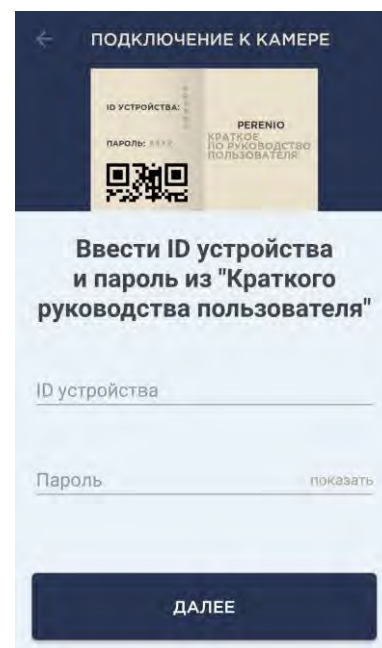 ПОДКЛЮЧЕНИЕ К КАМЕРЕ
ID УСТРОЙСТВА:
ПАРОЛЬ:
PERENIO
КРАТКОЕ
ПО РУКОВОДСТВО
ПОЛЬЗОВАТЕЛЯ
Ввести ID устройства
и пароль из "Краткого
руководства пользователя"
ID устройства
Пароль показать
ДАЛЕЕ